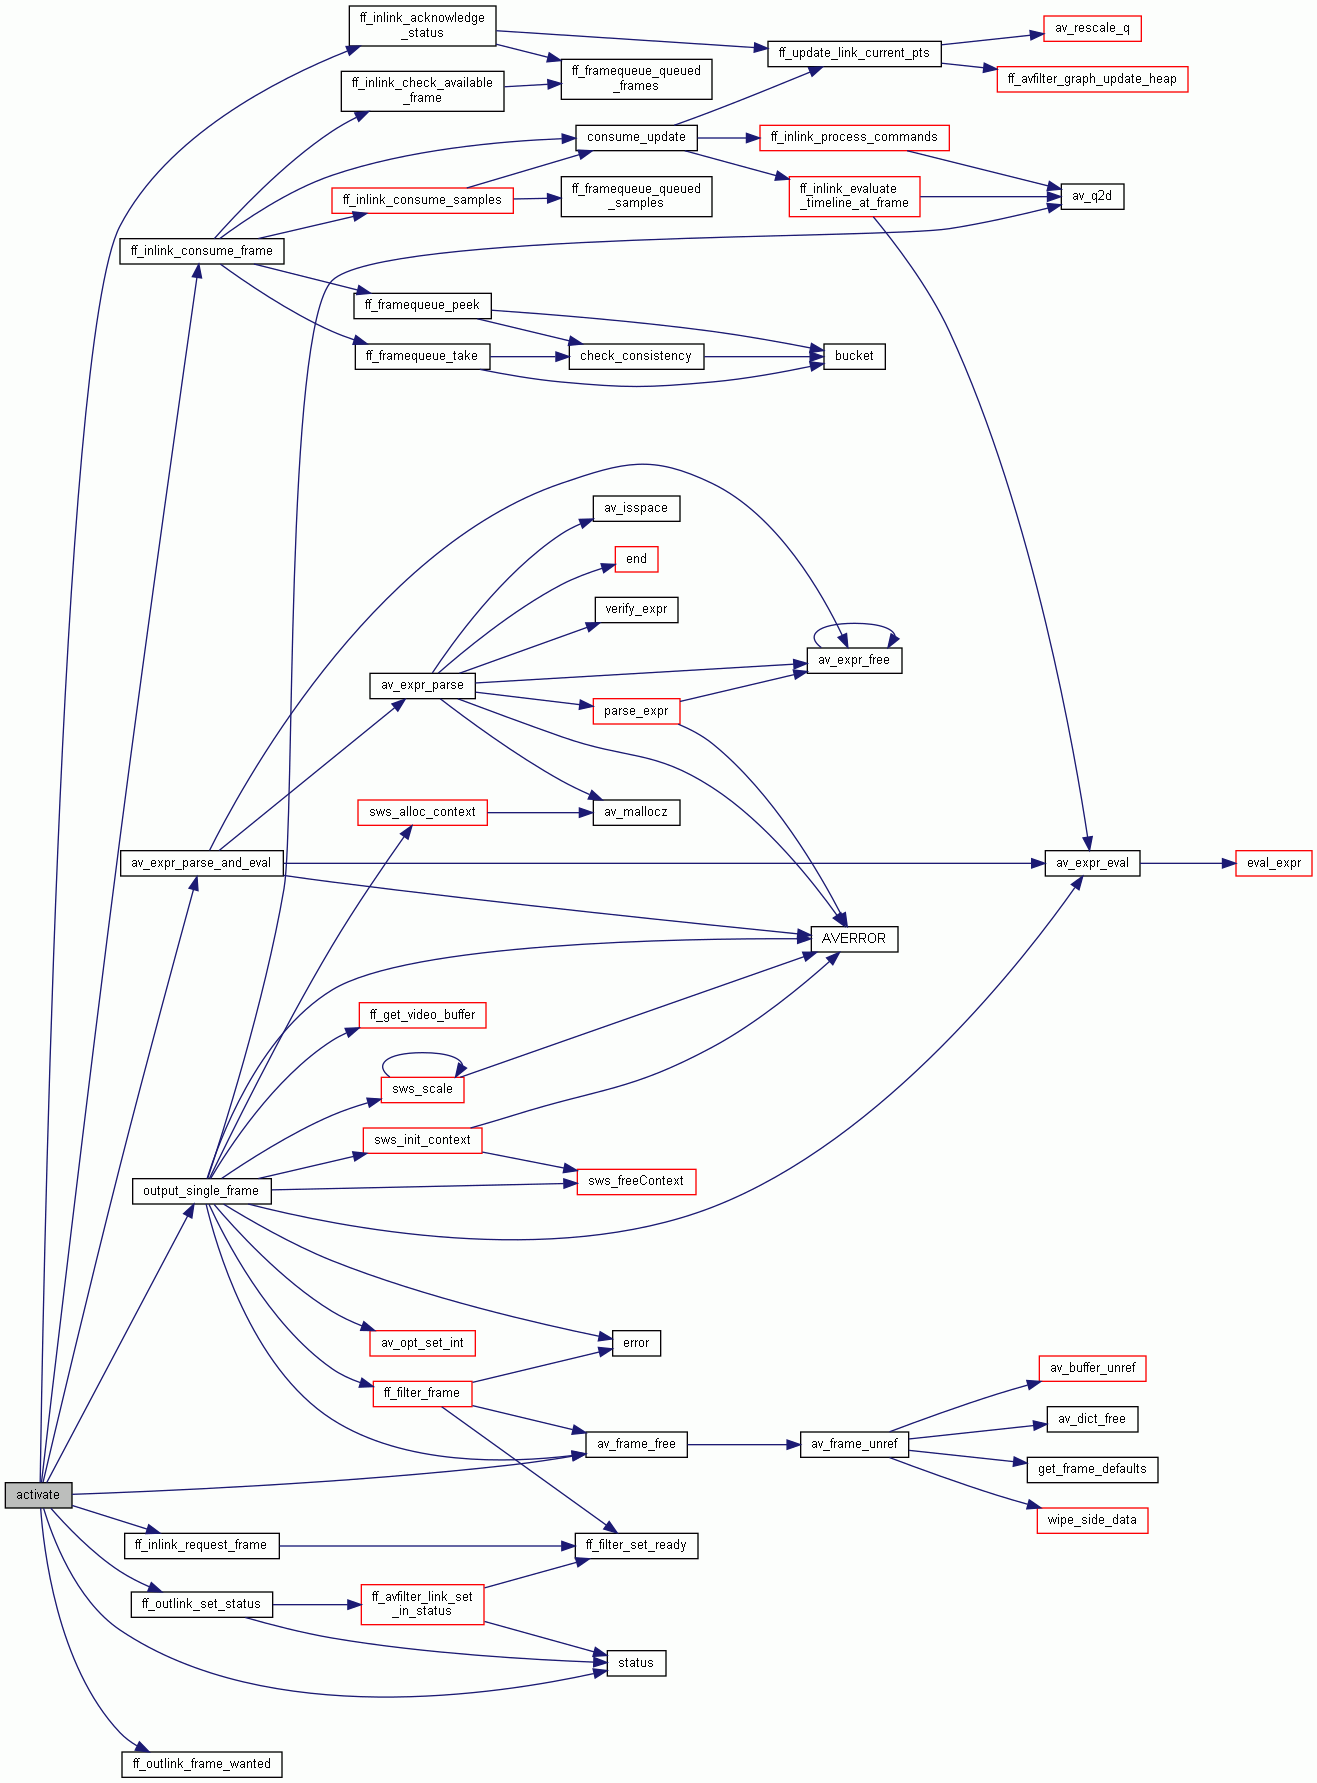 ff_inlink_acknowledge
_status
av_rescale_q
ff_update_link_current_pts
ff_framequeue_queued
_frames
ff_avfilter_graph_update_heap
ff_inlink_check_available
_frame
consume_update
ff_inlink_process_commands
ff_inlink_consume_samples
ff_framequeue_queued
_samples
ff_inlink_evaluate
_timeline_at_frame
av_q2d
ff_inlink_consume_frame
ff_framequeue_peek
ff_framequeue_take
check_consistency
bucket
av_isspace
end
verify_expr
av_expr_free
av_expr_parse
parse_expr
sws_alloc_context
av_mallocz
av_expr_parse_and_eval
av_expr_eval
eval_expr
AVERROR
ff_get_video_buffer
sws_scale
sws_init_context
sws_freeContext
output_single_frame
av_opt_set_int
error
ff_filter_frame
av_buffer_unref
av_dict_free
av_frame_free
av_frame_unref
get_frame_defaults
activate
wipe_side_data
ff_inlink_request_frame
ff_filter_set_ready
ff_outlink_set_status
ff_avfilter_link_set
_in_status
status
ff_outlink_frame_wanted